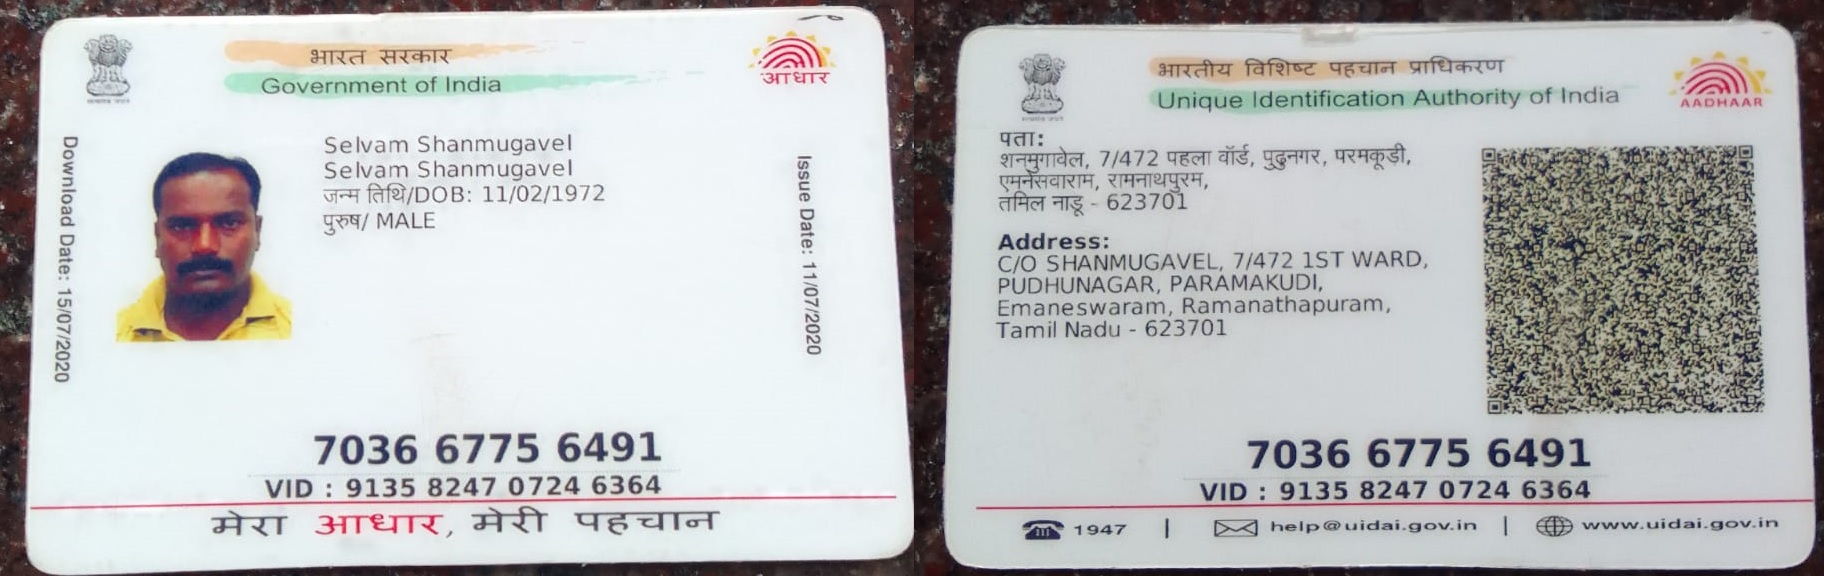 भारत सरकार
Government of India
आधार
Download Date: 15/07/2020
Selvam Shanmugavel
Selvam Shanmugavel
जन्म तिथि/DOB: 11/02/1972
पुरुष/ MALE
Issue Date: 11/07/2020
7036 6775 6491
VID : 9135 8247 0724 6364
मेरा आधार, मेरी पहचान
भारतीय विशिष्ट पहचान प्राधिकरण
Unique Identification Authority of India
AADHAAR
पता:
शनमुगावेल, 7/472 पहला वॉर्ड, पुढुनगर, परमकूडी,
एमनेसवाराम, रामनाथपुरम,
तमिल नाडू - 623701
Address:
C/O SHANMUGAVEL, 7/472 1ST WARD,
PUDHUNAGAR, PARAMAKUDI,
Emaneswaram, Ramanathapuram,
Tamil Nadu - 623701
7036 6775 6491
VID : 9135 8247 0724 6364
1947 | help@uidai.gov.in | www.uidai.gov.in